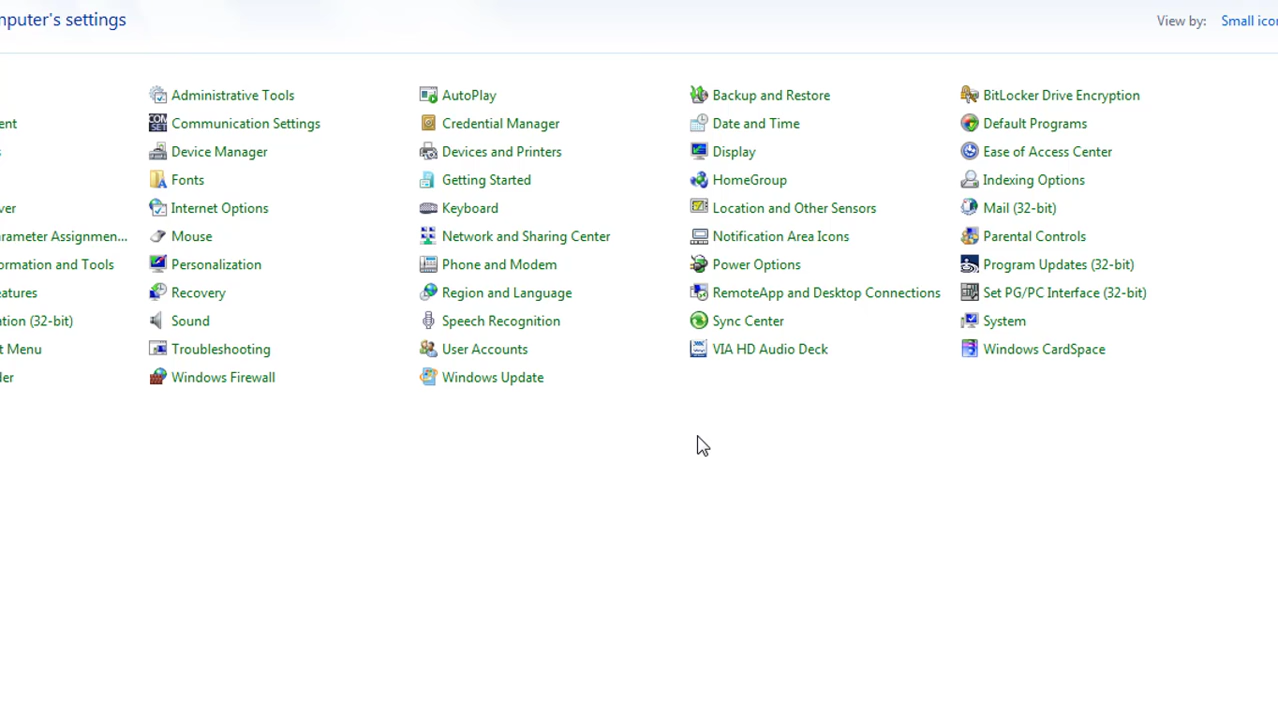 mputer's settings
View by: Small icon
Administrative Tools
AutoPlay
Backup and Restore
BitLocker Drive Encryption
ent
Communication Settings
Credential Manager
Date and Time
Default Programs
s
Device Manager
Devices and Printers
Display
Ease of Access Center
Fonts
Getting Started
HomeGroup
Indexing Options
ver
Internet Options
Keyboard
Location and Other Sensors
Mail (32-bit)
arameter Assignmen...
Mouse
Network and Sharing Center
Notification Area Icons
Parental Controls
ormation and Tools
Personalization
Phone and Modem
Power Options
Program Updates (32-bit)
eatures
Recovery
Region and Language
RemoteApp and Desktop Connections
Set PG/PC Interface (32-bit)
ation (32-bit)
Sound
Speech Recognition
Sync Center
System
t Menu
Troubleshooting
User Accounts
VIA HD Audio Deck
Windows CardSpace
der
Windows Firewall
Windows Update